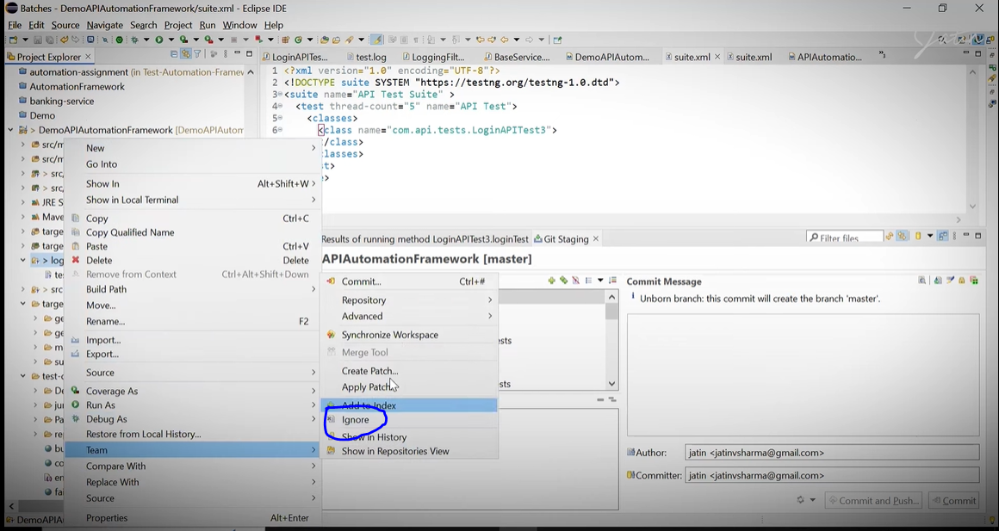 Batches - DemoAPIAutomationFramework/suite.xml - Eclipse IDE
File Edit Source Navigate Search Project Run Window Help
Project Explorer
automation-assignment (in Test-Automation-Framew
AutomationFramework
banking-service
Demo
> DemoAPIAutomationFramework [DemoAPIAutom
src/m
src/m
> src,
> src,
JRE S
Mave
targe
targe
> log
te
> src
targe
ge
ge
m
su
test-c
De
ju
Pa
re
bu
co
en
fai
DemoAPIAu
LoginAPITes...
test.log
LoggingFilt...
BaseService....
DemoAPIAutom...
suite.xml
suite.xml
APIAutomatio...
1 <?xml version="1.0" encoding="UTF-8"?>
2 <!DOCTYPE suite SYSTEM "https://testng.org/testng-1.0.dtd">
3 <suite name="API Test Suite" >
4 <test thread-count="5" name="API Test">
5 <classes>
6 <class name="com.api.tests.LoginAPITest3">
/class>
lasses>
t>
>
New
Go Into
Show In Alt+Shift+W >
Show in Local Terminal
Copy Ctrl+C
Copy Qualified Name
Paste Ctrl+V
Delete Delete
Remove from Context Ctrl+Alt+Shift+Down
Build Path
Move...
Rename... F2
Import...
Export...
Source
Coverage As
Run As
Debug As
Restore from Local History...
Team
Compare With
Replace With
Source
Properties Alt+Enter
Results of running method LoginAPITest3.loginTest
Git Staging
Filter files
APIAutomationFramework [master]
Commit... Ctrl+#
Repository
Advanced
Synchronize Workspace
Merge Tool
Create Patch...
Apply Patch...
Add to Index
Ignore
Show in History
Show in Repositories View
sts
sts
Commit Message
Unborn branch: this commit will create the branch 'master'.
Author: jatin <jatinvsharma@gmail.com>
Committer: jatin <jatinvsharma@gmail.com>
Commit and Push...
Commit